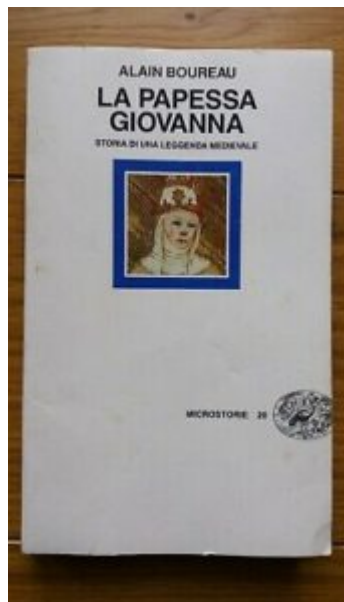 ALAIN BOUREAU
LA PAPESSA
GIOVANNA
STORIA DI UNA LEGGENDA MEDIEVALE
MICROSTORIE 20